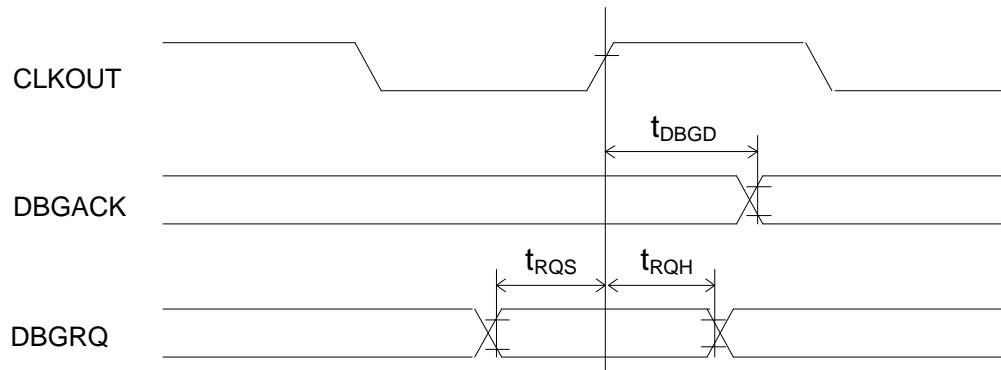 CLKOUT
tDBGD
DBGACK
tRQS tRQH
DBGRQ